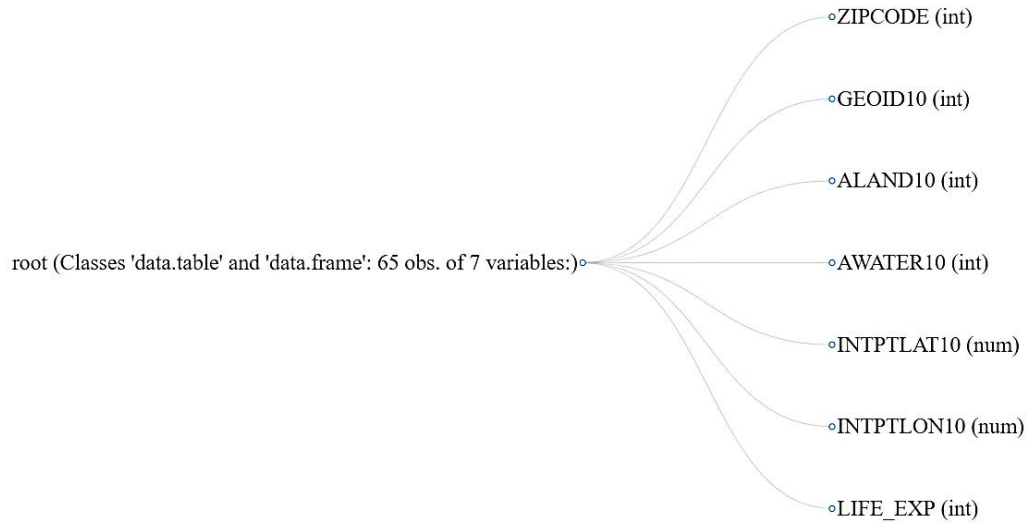 ZIPCODE (int)
GEOID10 (int)
ALAND10 (int)
root (Classes 'data.table' and 'data.frame': 65 obs. of 7 variables:)
AWATER10 (int)
INTPTLAT10 (num)
INTPTLON10 (num)
LIFE_EXP (int)